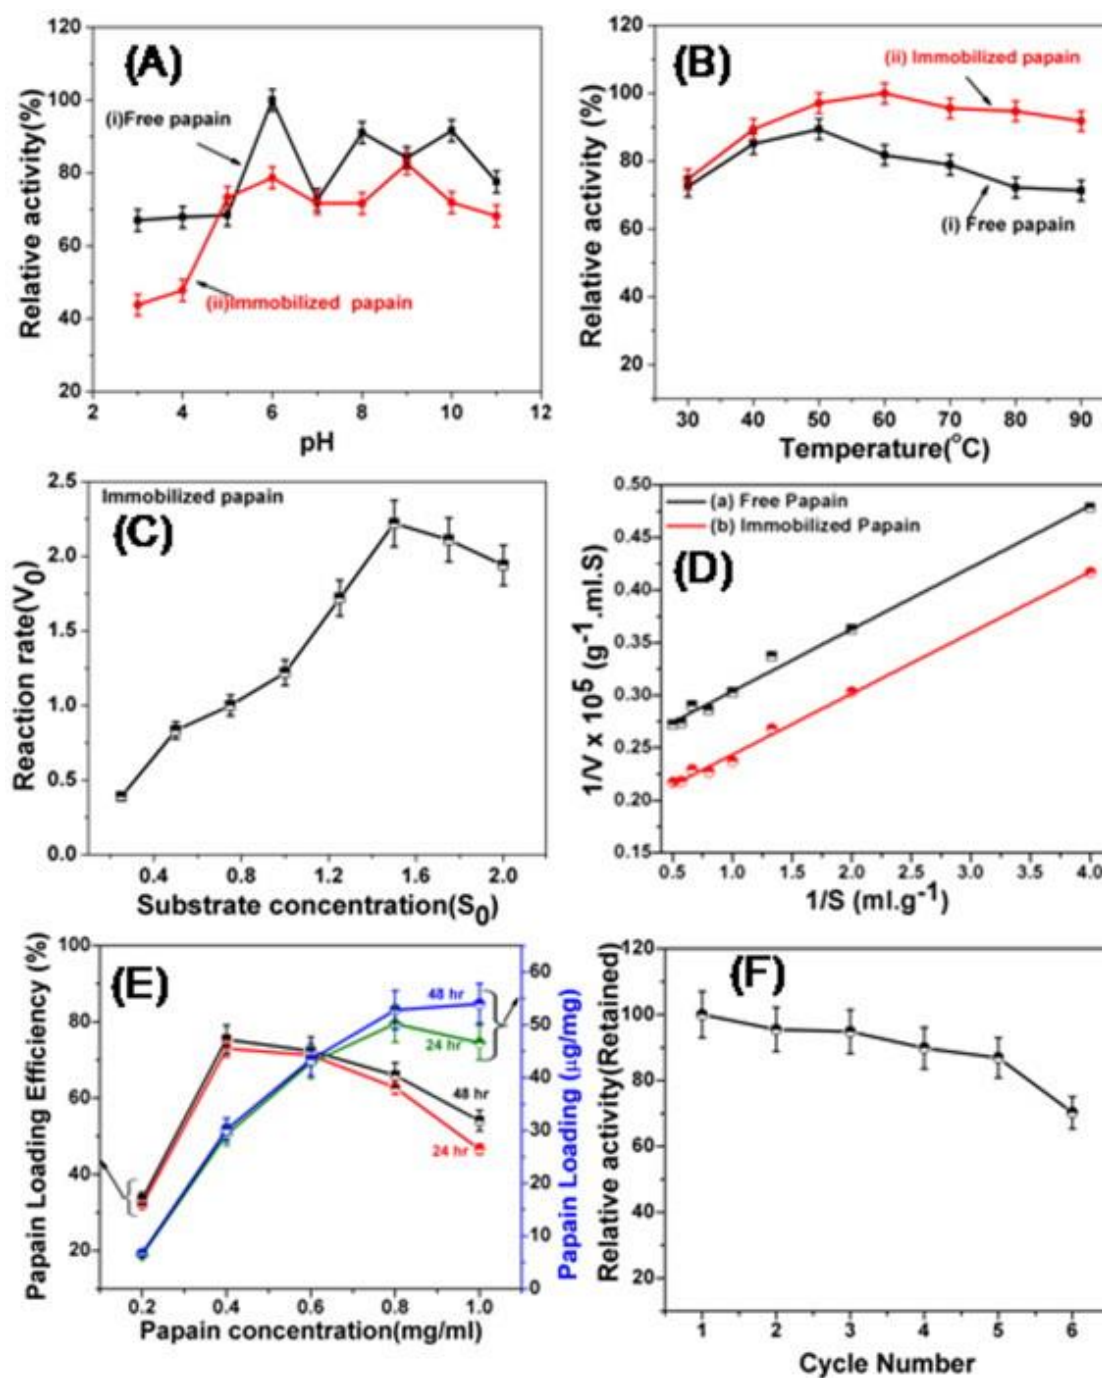 (A)
Relative activity(%)
120
100
80
60
40
20
(i)Free papain
(ii)Immobilized papain
2
4
6
8
10
12
pH
(B)
Relative activity (%)
120
100
80
60
40
20
(ii) Immobilized papain
(i) Free papain
30
40
50
60
70
80
90
Temperature(°C)
Immobilized papain
(C)
Reaction rate(V₀)
2.5
2.0
1.5
1.0
0.5
0.0
0.4
0.8
1.2
1.6
2.0
Substrate concentration(S₀)
(a) Free Papain
(b) Immobilized Papain
(D)
1/V x 10⁵ (g⁻¹.ml.S)
0.50
0.45
0.40
0.35
0.30
0.25
0.20
0.15
0.5
1.0
1.5
2.0
2.5
3.0
3.5
4.0
1/S (ml.g⁻¹)
(E)
Papain Loading Efficiency (%)
100
80
60
40
20
48 hr
24 hr
48 hr
24 hr
60
50
40
30
20
10
0
Papain Loading (µg/mg)
0.2
0.4
0.6
0.8
1.0
Papain concentration(mg/ml)
(F)
Relative activity(Retained)
120
100
80
60
40
20
1
2
3
4
5
6
Cycle Number